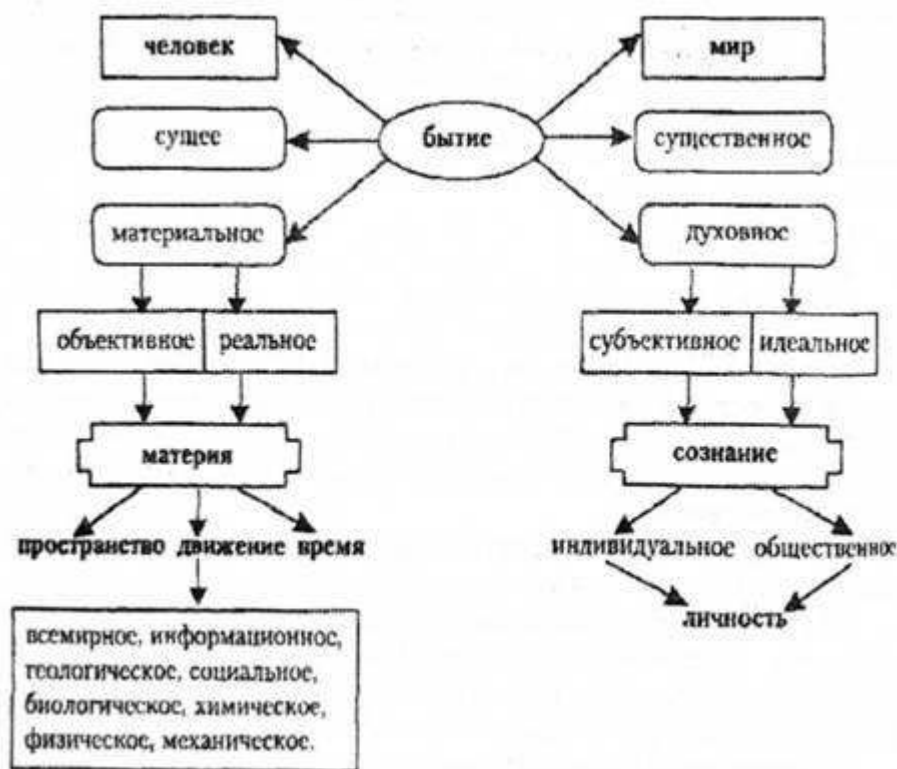 человек
мир
сущее
бытие
существенное
материальное
духовное
объективное реальное
субъективное идеальное
материя
сознание
пространство движение время
индивидуальное общественное
личность
всемирное, информационное,
геологическое, социальное,
биологическое, химическое,
физическое, механическое.